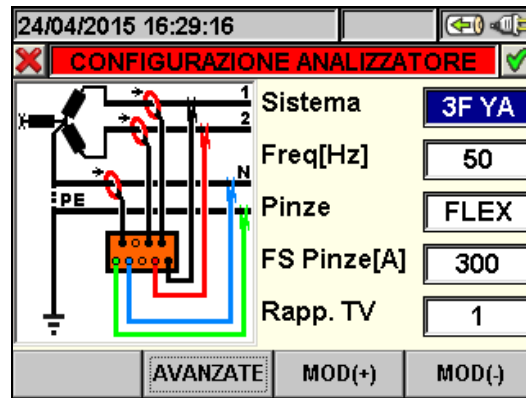 24/04/2015 16:29:16
CONFIGURAZIONE ANALIZZATORE
1
2
N
PE
Sistema 3F YA
Freq[Hz] 50
Pinze FLEX
FS Pinze[A] 300
Rapp. TV 1
AVANZATE MOD(+) MOD(-)